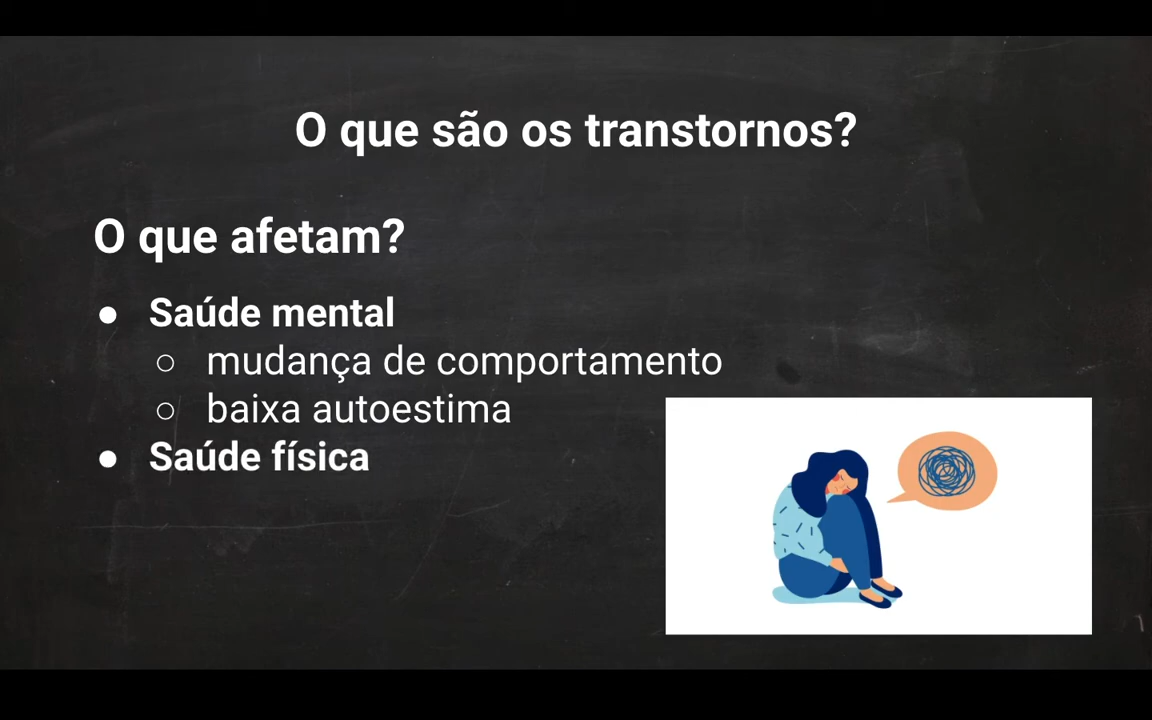 O que são os transtornos?
O que afetam?
● Saúde mental
○ mudança de comportamento
○ baixa autoestima
● Saúde física